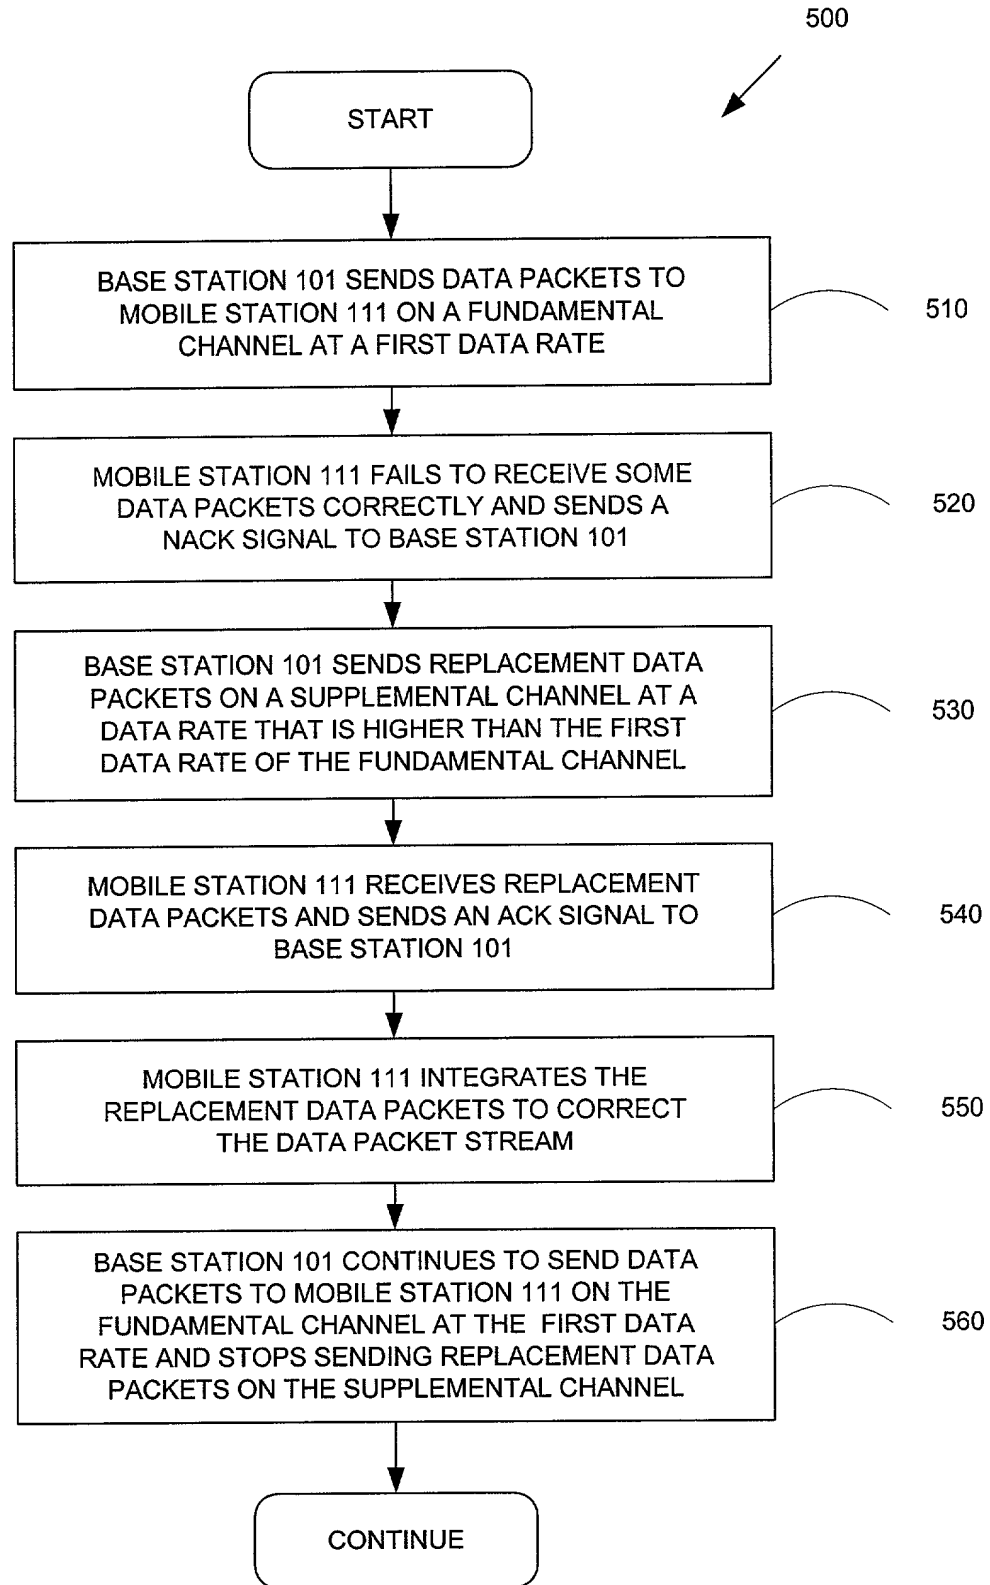 500
START
BASE STATION 101 SENDS DATA PACKETS TO
MOBILE STATION 111 ON A FUNDAMENTAL
CHANNEL AT A FIRST DATA RATE
510
MOBILE STATION 111 FAILS TO RECEIVE SOME
DATA PACKETS CORRECTLY AND SENDS A
NACK SIGNAL TO BASE STATION 101
520
BASE STATION 101 SENDS REPLACEMENT DATA
PACKETS ON A SUPPLEMENTAL CHANNEL AT A
DATA RATE THAT IS HIGHER THAN THE FIRST
DATA RATE OF THE FUNDAMENTAL CHANNEL
530
MOBILE STATION 111 RECEIVES REPLACEMENT
DATA PACKETS AND SENDS AN ACK SIGNAL TO
BASE STATION 101
540
MOBILE STATION 111 INTEGRATES THE
REPLACEMENT DATA PACKETS TO CORRECT
THE DATA PACKET STREAM
550
BASE STATION 101 CONTINUES TO SEND DATA
PACKETS TO MOBILE STATION 111 ON THE
FUNDAMENTAL CHANNEL AT THE FIRST DATA
RATE AND STOPS SENDING REPLACEMENT DATA
PACKETS ON THE SUPPLEMENTAL CHANNEL
560
CONTINUE